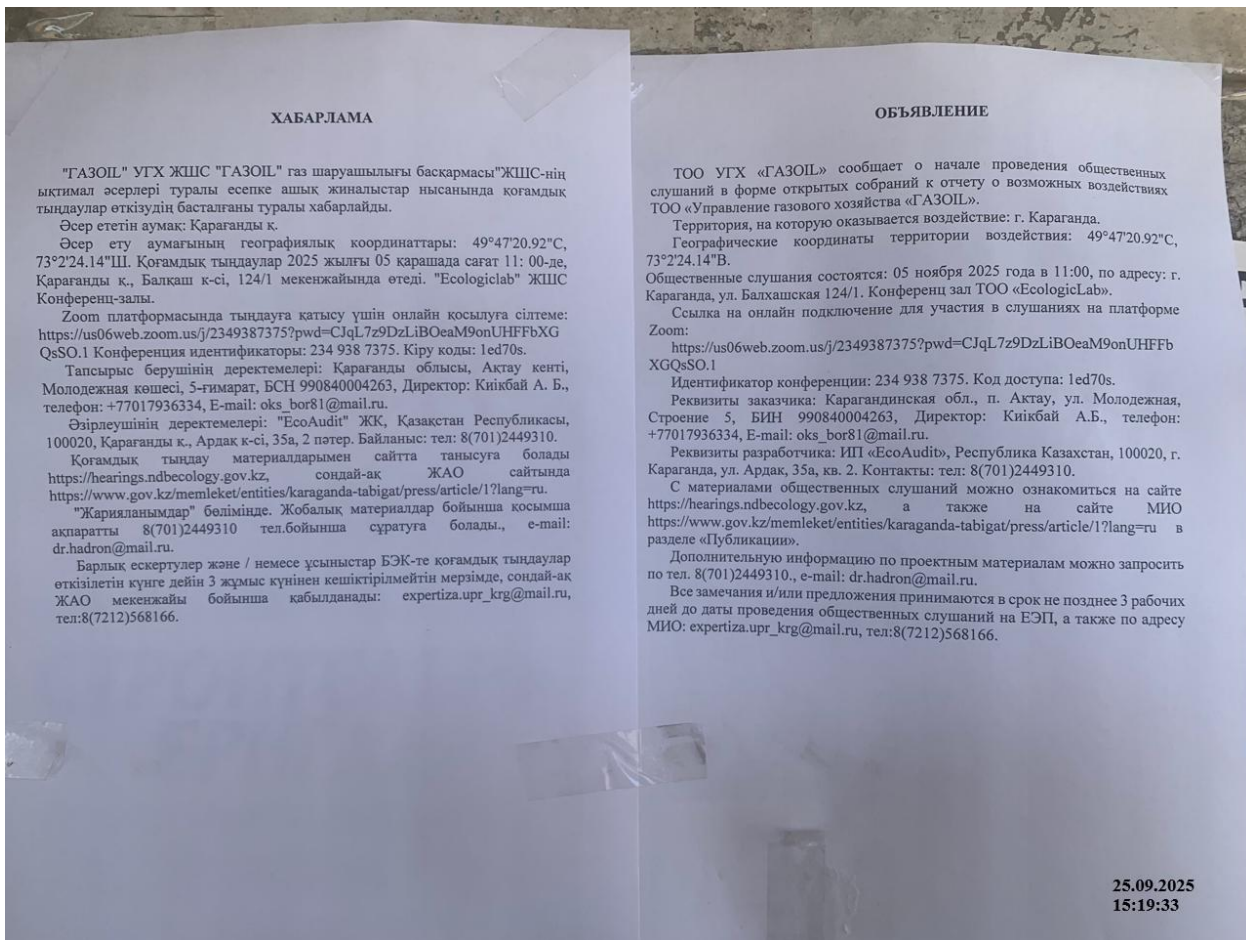 ХАБАРЛАМА
"ГАЗOIL" УГХ ЖШС "ГАЗOIL" газ шаруашылығы басқармасы"ЖШС-нің
ықтимал әсерлері туралы есепке ашық жиналыстар нысанында қоғамдық
тыңдаулар өткізудің басталғаны туралы хабарлайды.
Әсер ететін аумақ: Қарағанды қ.
Әсер ету аумағының географиялық координаттары: 49°47'20.92"С,
73°2'24.14"Ш. Қоғамдық тыңдаулар 2025 жылғы 05 қарашада сағат 11: 00-де,
Қарағанды қ., Балқаш к-сі, 124/1 мекенжайында өтеді. "Ecologiclab" ЖШС
Конференц-залы.
Zoom платформасында тыңдауға қатысу үшін онлайн қосылуға сілтеме:
https://us06web.zoom.us/j/2349387375?pwd=CJqL7z9DzLiBOeaM9onUHFFbXG
QsSO.1 Конференция идентификаторы: 234 938 7375. Кіру коды: 1ed70s.
Тапсырыс берушінің деректемелері: Қарағанды облысы, Ақтау кенті,
Молодежная көшесі, 5-ғимарат, БСН 990840004263, Директор: Киікбай А. Б.,
телефон: +77017936334, E-mail: oks_bor81@mail.ru.
Әзірлеушінің деректемелері: "EcoAudit" ЖК, Қазақстан Республикасы,
100020, Қарағанды қ., Ардақ к-сі, 35а, 2 пәтер. Байланыс: тел: 8(701)2449310.
Қоғамдық тыңдау материалдарымен сайтта танысуға болады
https://hearings.ndbecology.gov.kz, сондай-ақ ЖАО сайтында
https://www.gov.kz/memleket/entities/karaganda-tabigat/press/article/1?lang=ru.
"Жарияланымдар" бөлімінде. Жобалық материалдар бойынша қосымша
ақпаратты 8(701)2449310 тел.бойынша сұратуға болады., e-mail:
dr.hadron@mail.ru.
Барлық ескертулер және / немесе ұсыныстар БЭК-те қоғамдық тыңдаулар
өткізілетін күнге дейін 3 жұмыс күнінен кешіктірілмейтін мерзімде, сондай-ақ
ЖАО мекенжайы бойынша қабылданады: expertiza.upr_krg@mail.ru,
тел:8(7212)568166.
ОБЪЯВЛЕНИЕ
ТОО УГХ «ГАЗOIL» сообщает о начале проведения общественных
слушаний в форме открытых собраний к отчету о возможных воздействиях
ТОО «Управление газового хозяйства «ГАЗOIL».
Территория, на которую оказывается воздействие: г. Караганда.
Географические координаты территории воздействия: 49°47'20.92"С,
73°2'24.14"В.
Общественные слушания состоятся: 05 ноября 2025 года в 11:00, по адресу: г.
Караганда, ул. Балхашская 124/1. Конференц зал ТОО «EcologicLab».
Ссылка на онлайн подключение для участия в слушаниях на платформе
Zoom:
https://us06web.zoom.us/j/2349387375?pwd=CJqL7z9DzLiBOeaM9onUHFFb
XGQsSO.1
Идентификатор конференции: 234 938 7375. Код доступа: 1ed70s.
Реквизиты заказчика: Карагандинская обл., п. Актау, ул. Молодежная,
Строение 5, БИН 990840004263, Директор: Киікбай А.Б., телефон:
+77017936334, E-mail: oks_bor81@mail.ru.
Реквизиты разработчика: ИП «EcoAudit», Республика Казахстан, 100020, г.
Караганда, ул. Ардак, 35а, кв. 2. Контакты: тел: 8(701)2449310.
С материалами общественных слушаний можно ознакомиться на сайте
https://hearings.ndbecology.gov.kz, а также на сайте МИО
https://www.gov.kz/memleket/entities/karaganda-tabigat/press/article/1?lang=ru в
разделе «Публикации».
Дополнительную информацию по проектным материалам можно запросить
по тел. 8(701)2449310., e-mail: dr.hadron@mail.ru.
Все замечания и/или предложения принимаются в срок не позднее 3 рабочих
дней до даты проведения общественных слушаний на ЕЭП, а также по адресу
МИО: expertiza.upr_krg@mail.ru, тел:8(7212)568166.
25.09.2025
15:19:33